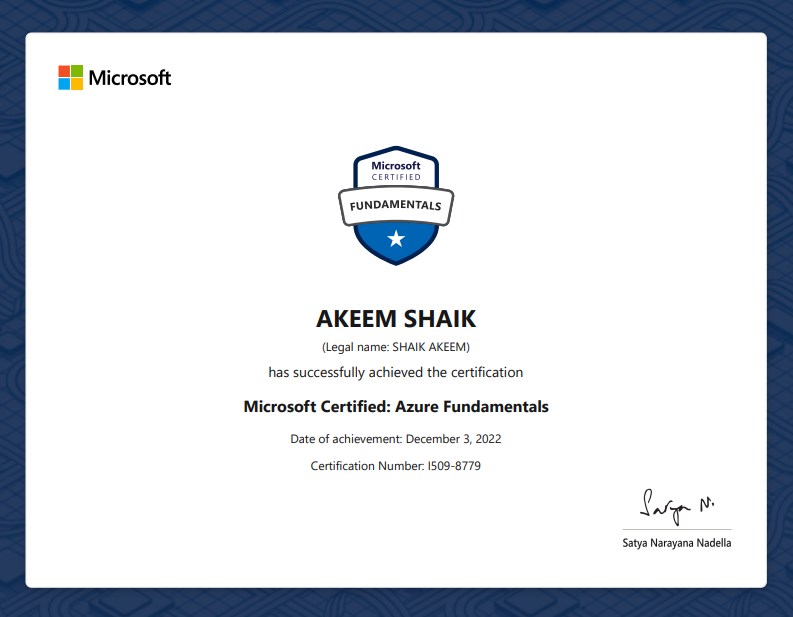 Microsoft
Microsoft
CERTIFIED
FUNDAMENTALS
AKEEM SHAIK
(Legal name: SHAIK AKEEM)
has successfully achieved the certification
Microsoft Certified: Azure Fundamentals
Date of achievement: December 3, 2022
Certification Number: I509-8779
Satya N.
Satya Narayana Nadella